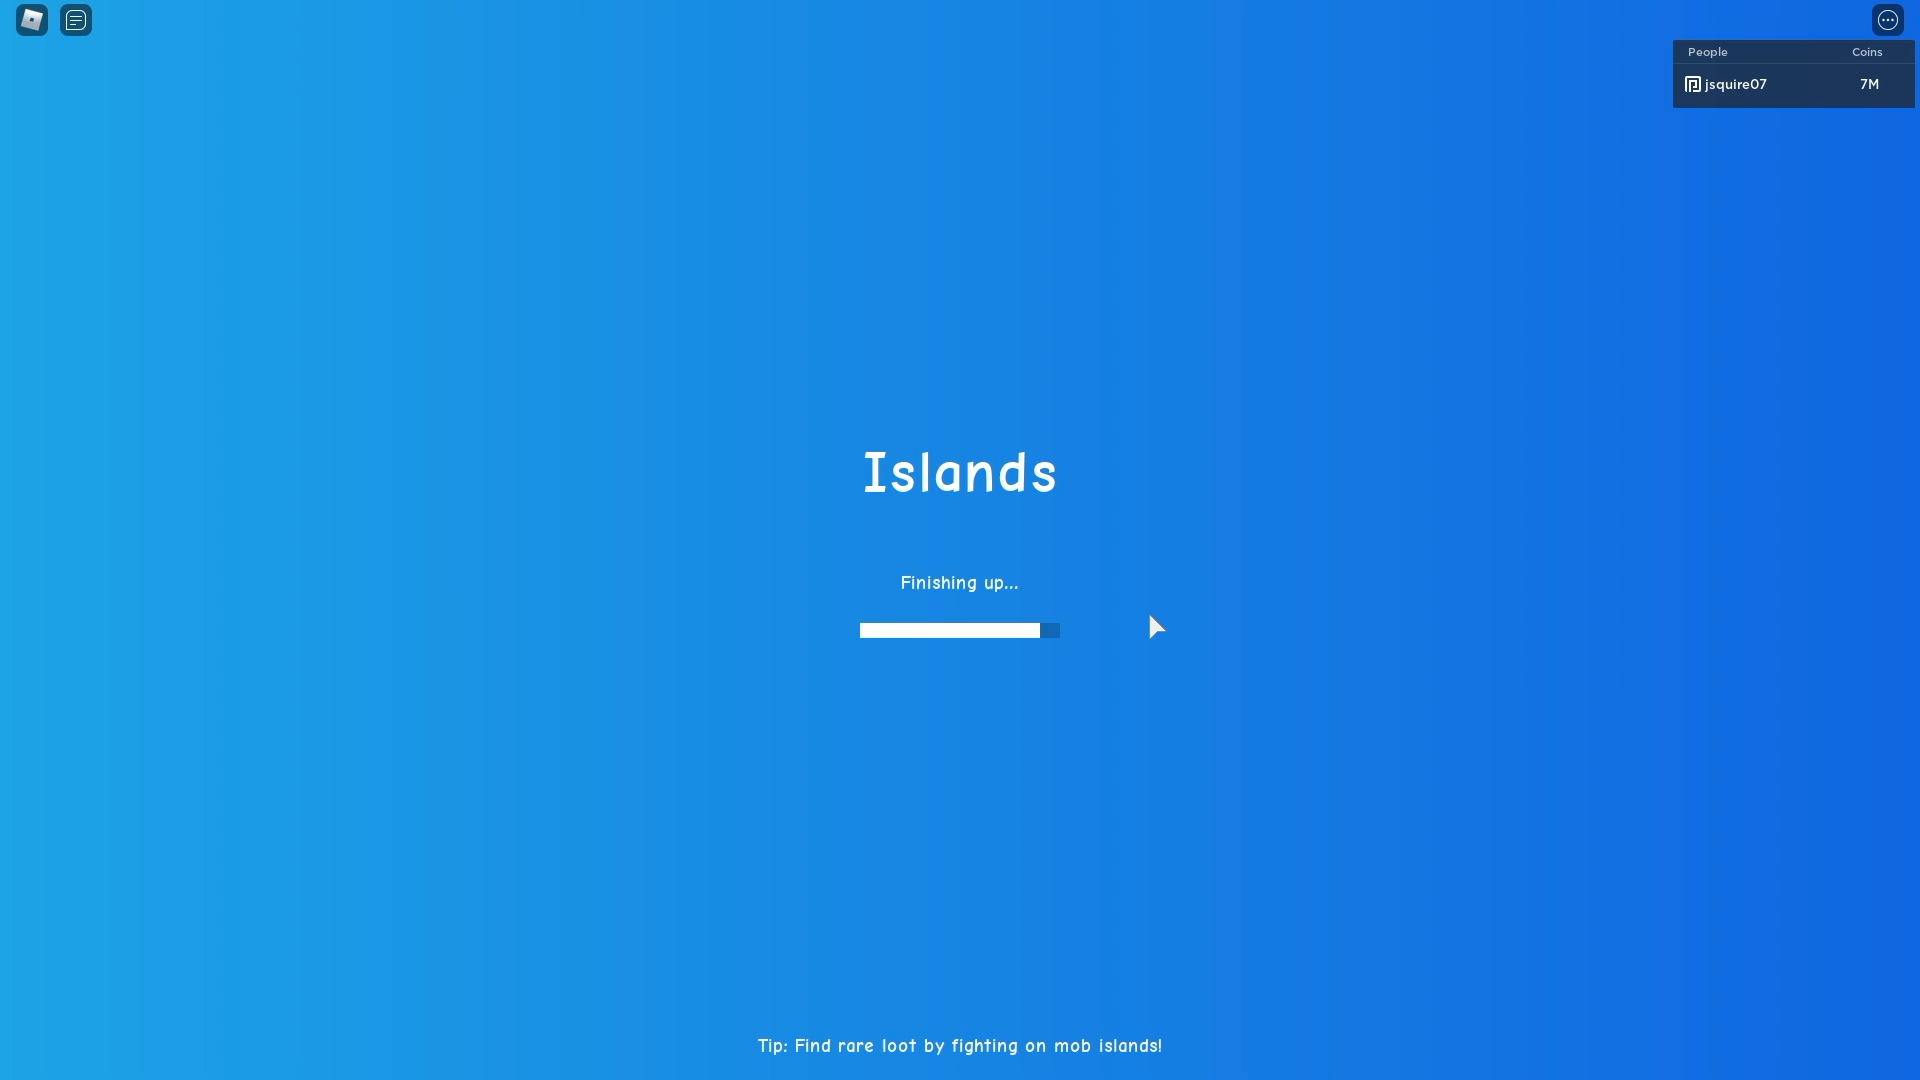 People Coins
jsquire07 7M
Islands
Finishing up...
Tip: Find rare loot by fighting on mob islands!